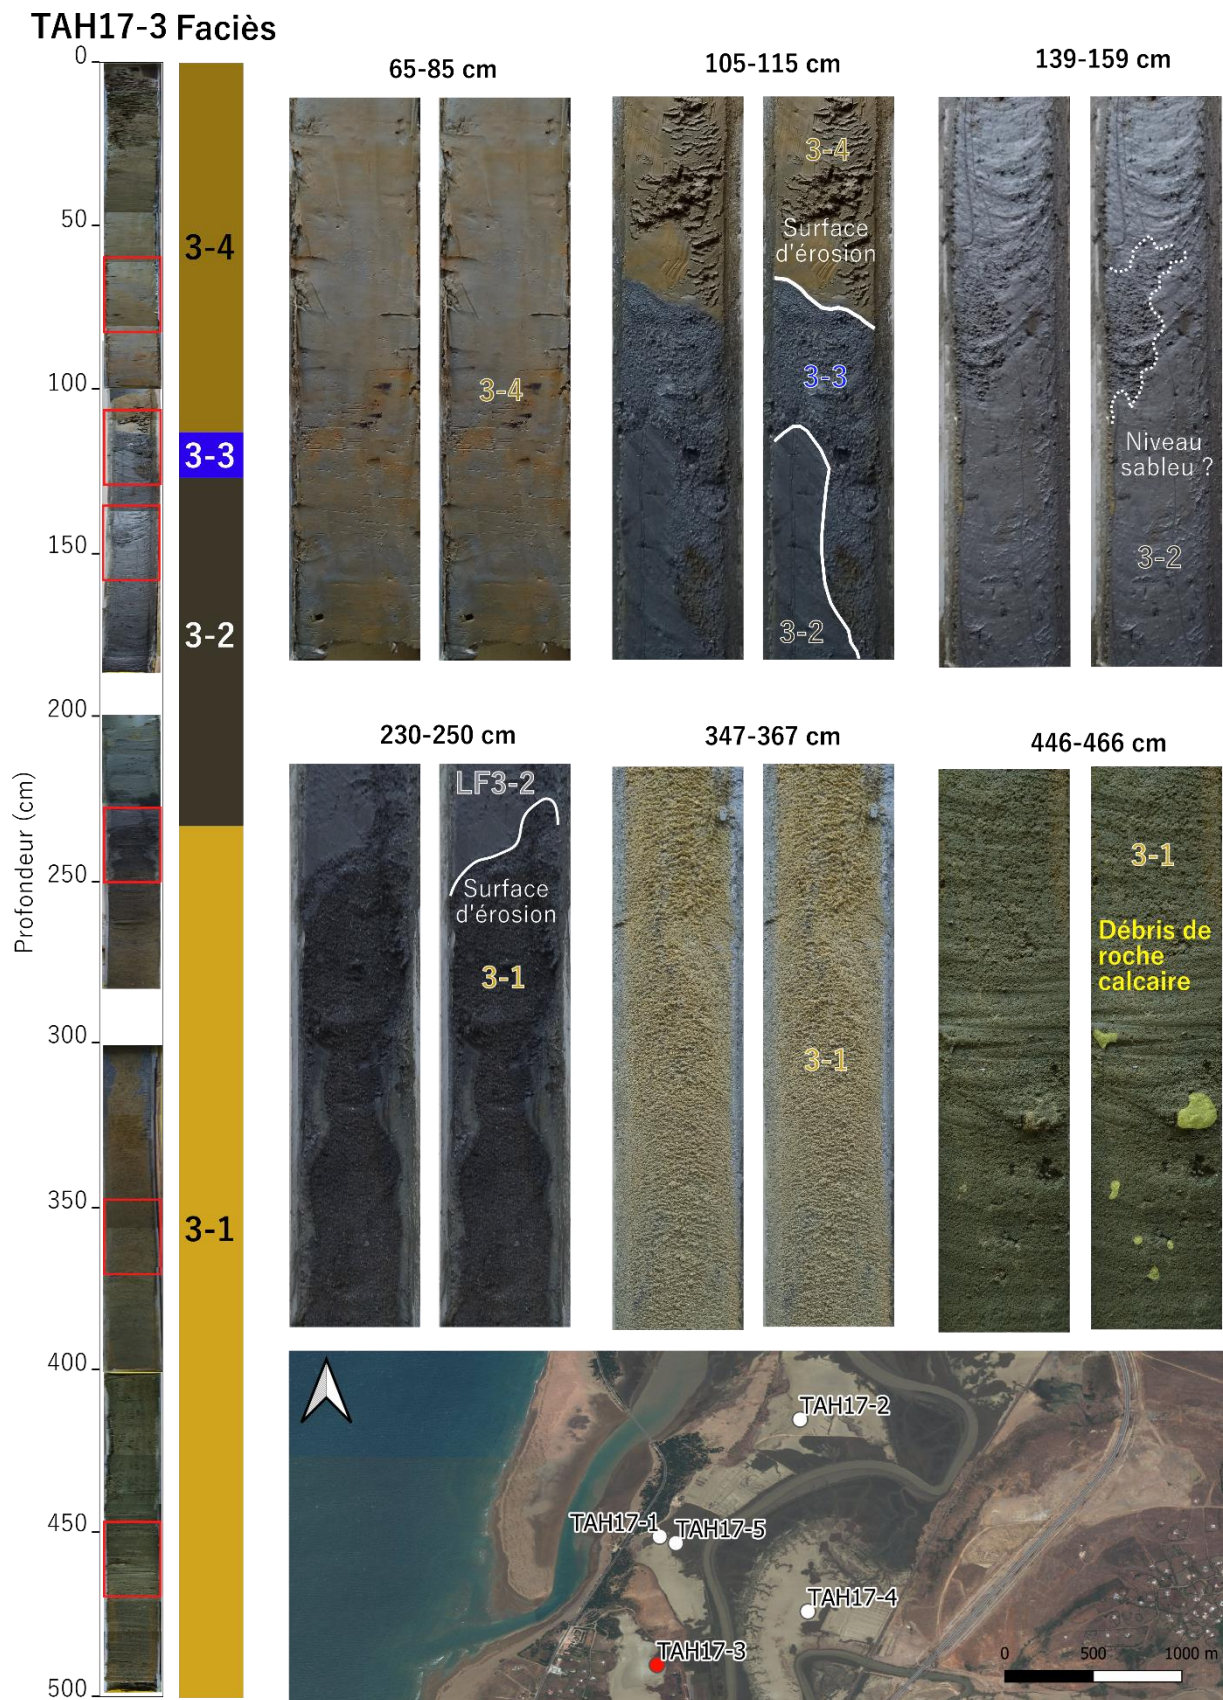 TAH17-3 Faciès
0
50
100
150
200
250
300
350
400
450
500
Profondeur (cm)
3-4
3-3
3-2
3-1
65-85 cm
3-4
105-115 cm
3-4
Surface
d'érosion
3-3
3-2
139-159 cm
Niveau
sableu ?
3-2
230-250 cm
LF3-2
Surface
d'érosion
3-1
347-367 cm
3-1
446-466 cm
3-1
Débris de
roche
calcaire
TAH17-2
TAH17-1
TAH17-5
TAH17-4
TAH17-3
0 500 1000 m